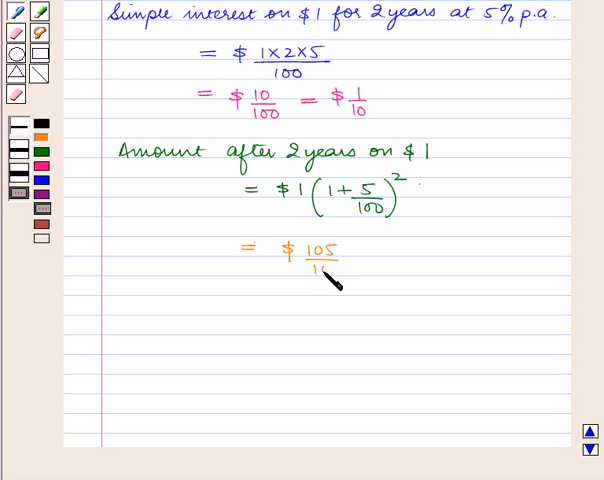 Simple interest on $1 for 2 years at 5% p.a.
= $ 1×2×5/100
= $ 10/100 = $ 1/10
Amount after 2 years on $1
= $1 (1 + 5/100)²
= $ 105/1